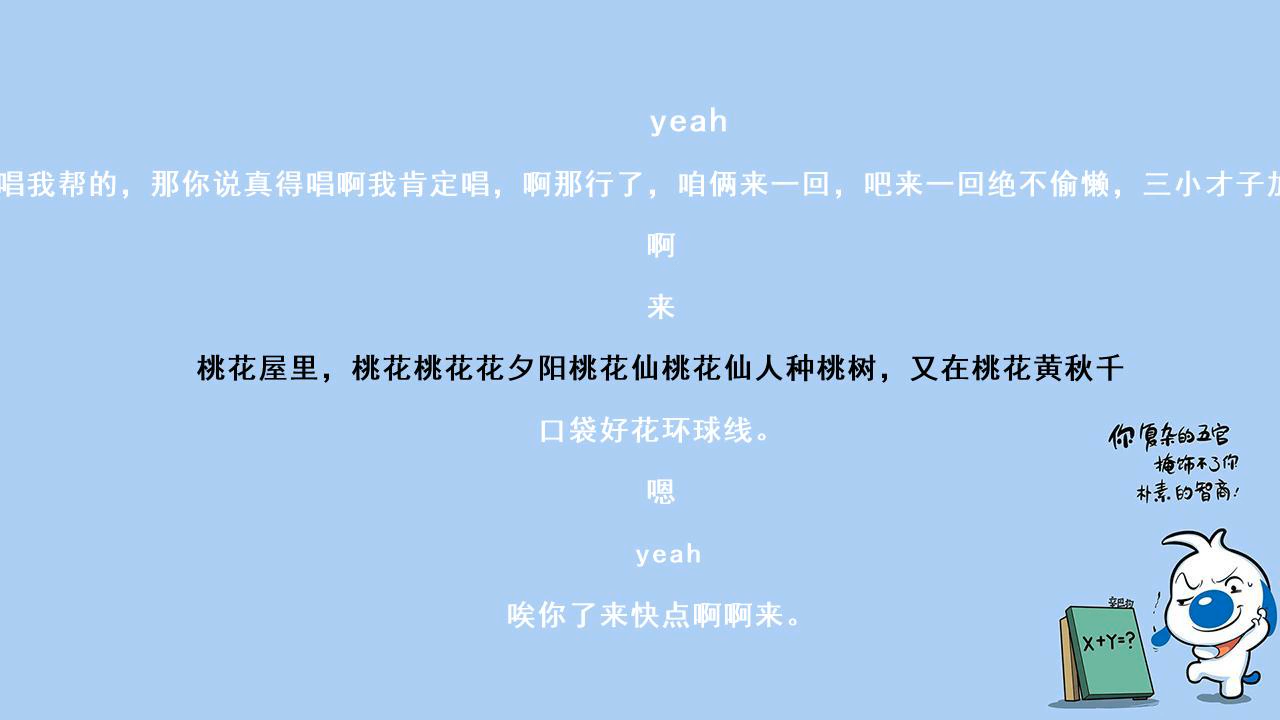 yeah
唱我帮的，那你说真得唱啊我肯定唱，啊那行了，咱俩来一回，吧来一回绝不偷懒，三小才子加
啊
来
桃花屋里，桃花桃花花夕阳桃花仙桃花仙人种桃树，又在桃花黄秋千
口袋好花环球线。
嗯
yeah
唉你了来快点啊啊来。
你复杂的五官
掩饰不了你
朴素的智商！
X+Y=?